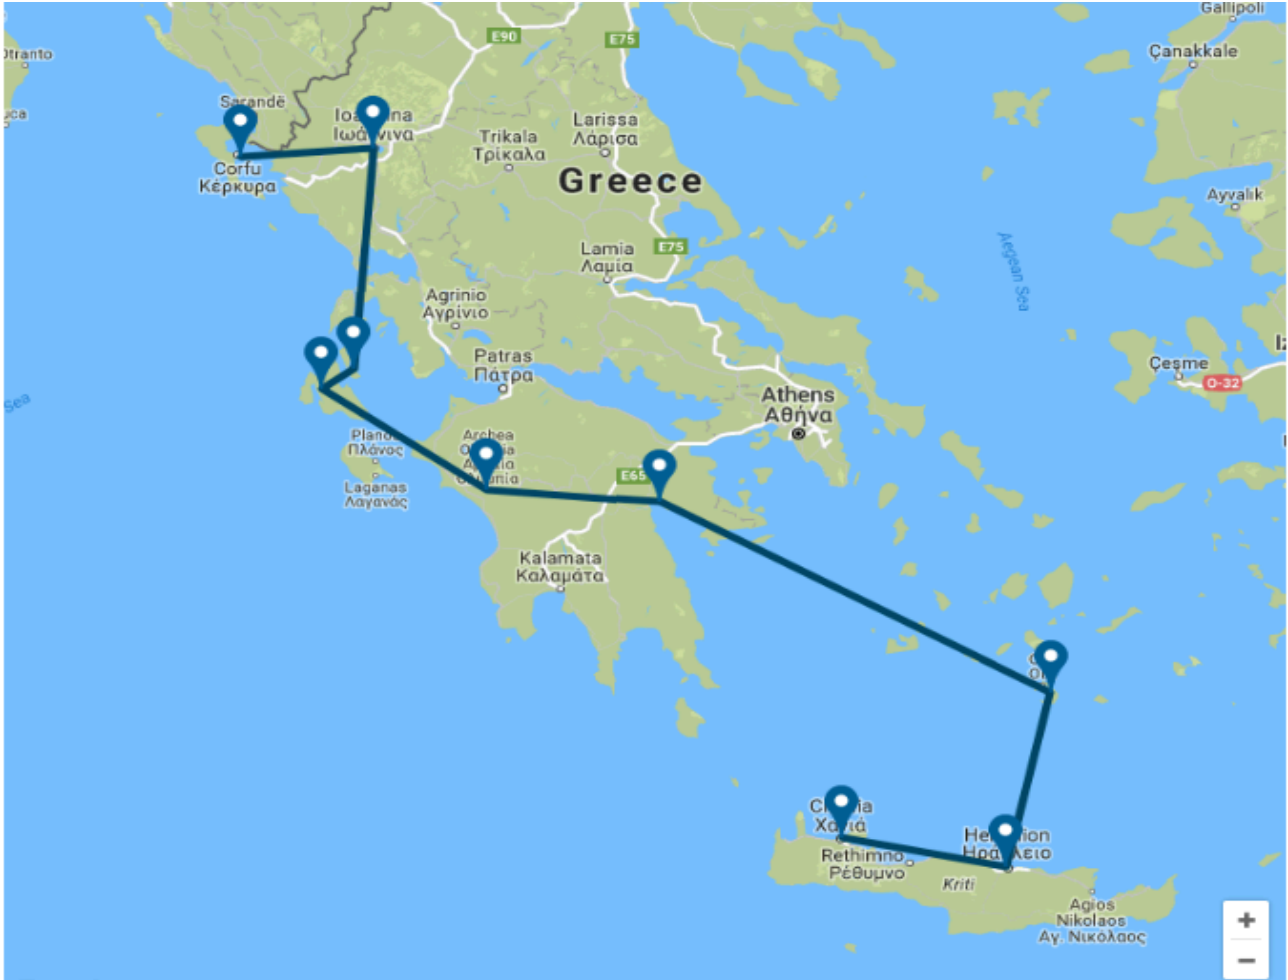 Gallipoli
E90
E75
Otranto
Çanakkale
Sarandë
Larissa
Λάρισα
Trikala
Τρίκαλα
Corfu
Κέρκυρα
Greece
Ayvalık
Aegean Sea
E75
Lamia
Λαμία
Agrinio
Αγρίνιο
Patras
Πάτρα
Çeşme
O-32
Sea
Athens
Αθήνα
Πλάνος
Archea
E65
Laganas
Λαγανάς
Kalamata
Καλαμάτα
Rethimno
Ρέθυμνο
Kriti
Agios
Nikolaos
Αγ. Νικόλαος
+
−